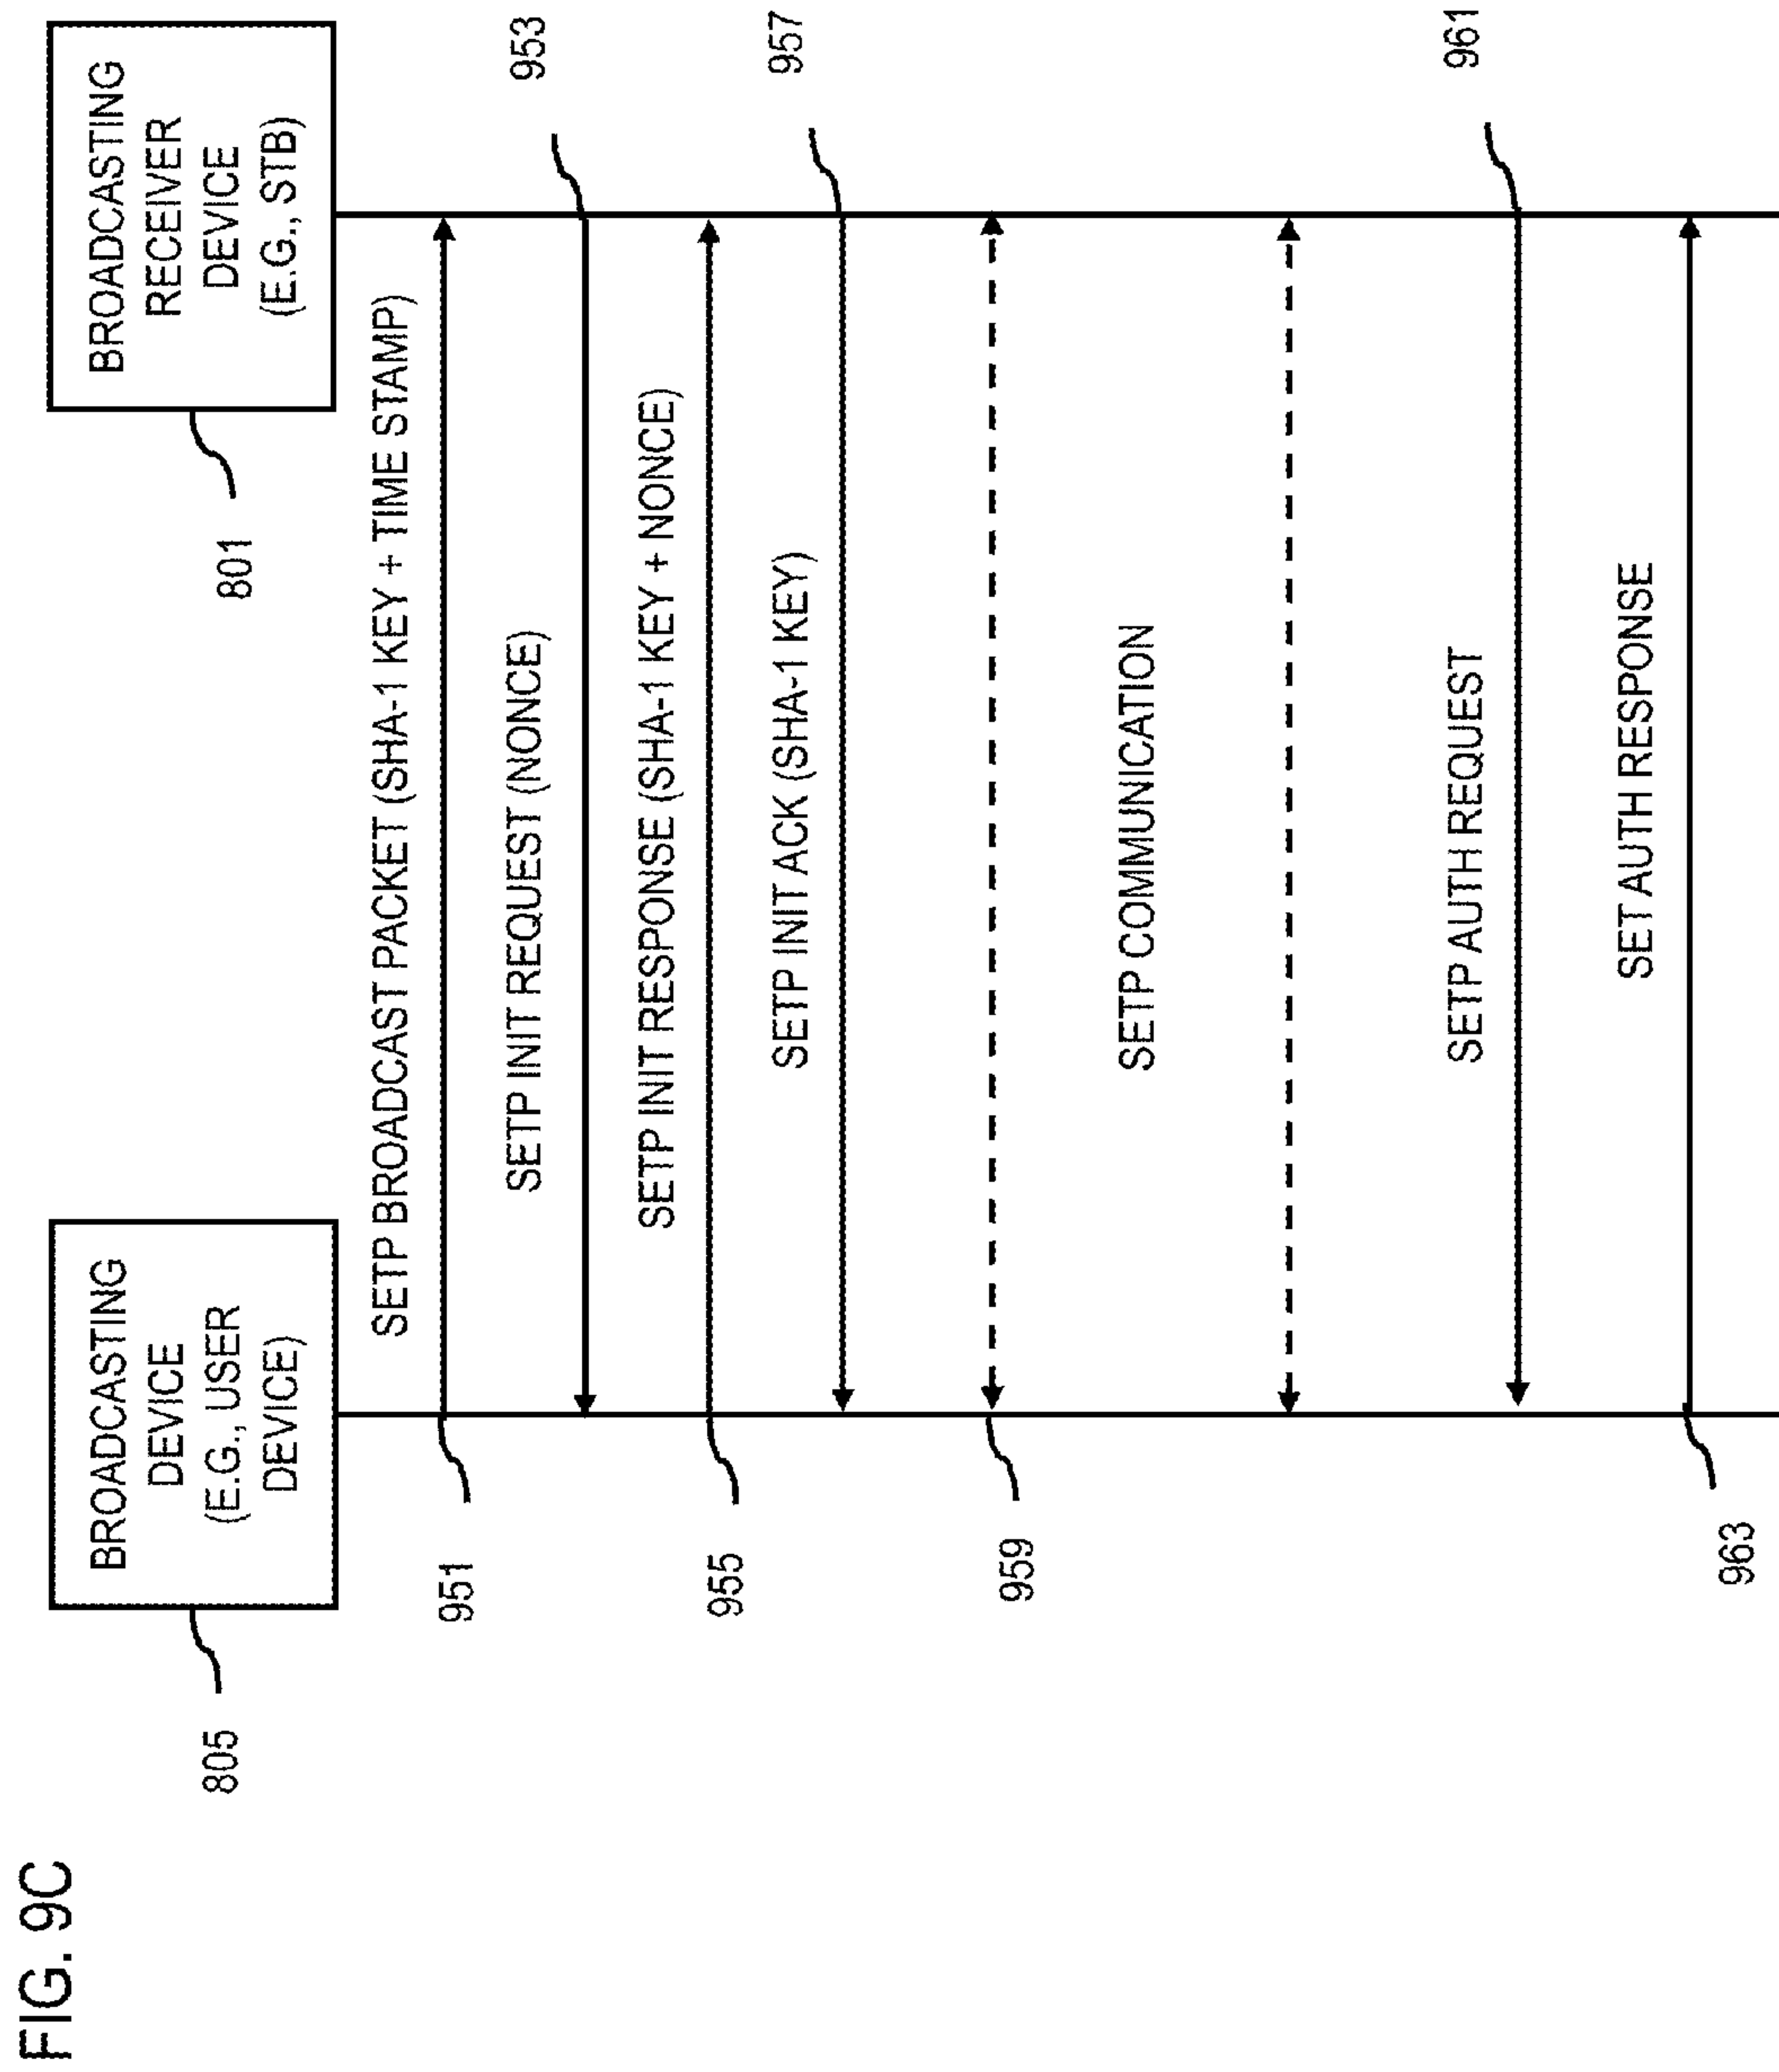 FIG. 9C
805
BROADCASTING
DEVICE
(E.G., USER
DEVICE)
801
BROADCASTING
RECEIVER
DEVICE
(E.G., STB)
951
SETP BROADCAST PACKET (SHA-1 KEY + TIME STAMP)
SETP INIT REQUEST (NONCE)
953
955
SETP INIT RESPONSE (SHA-1 KEY + NONCE)
SETP INIT ACK (SHA-1 KEY)
957
959
SETP COMMUNICATION
SETP AUTH REQUEST
961
963
SET AUTH RESPONSE